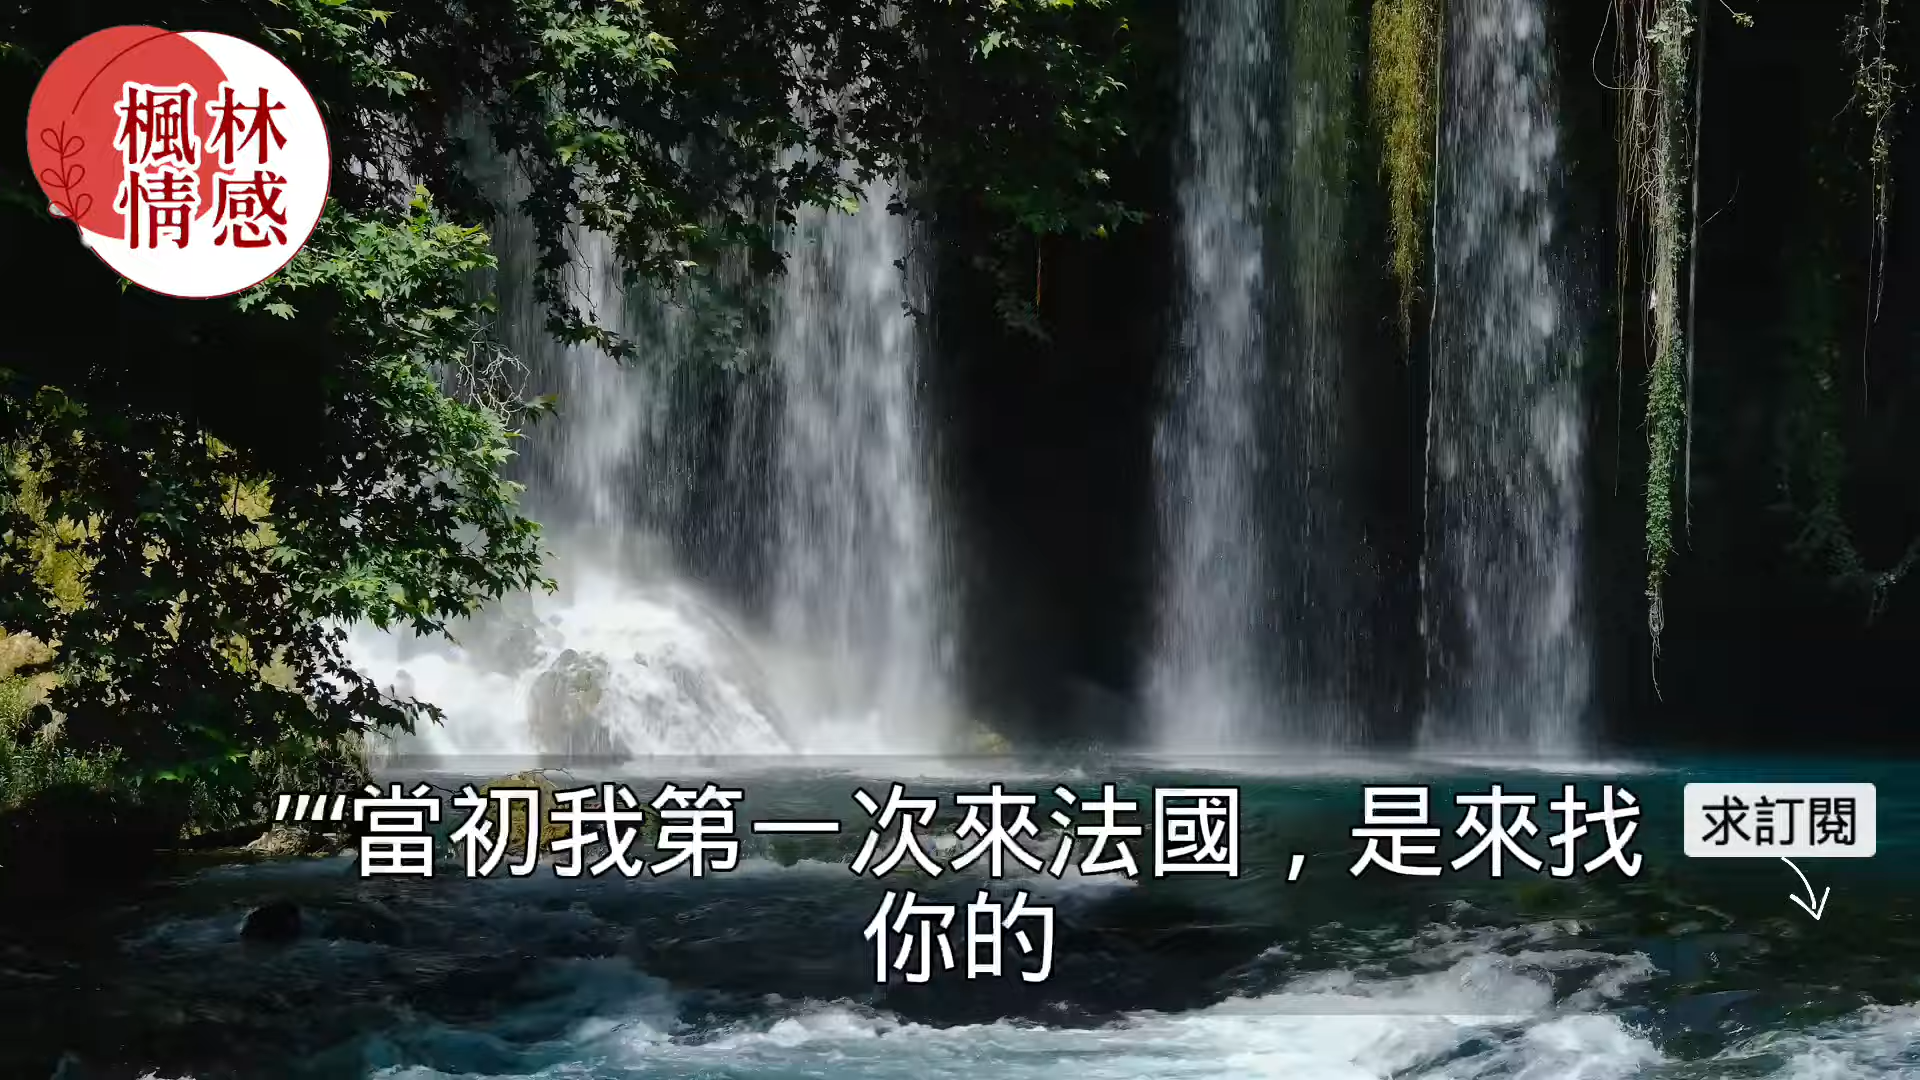 楓林
情感
""當初我第一次來法國，是來找
你的
求訂閱